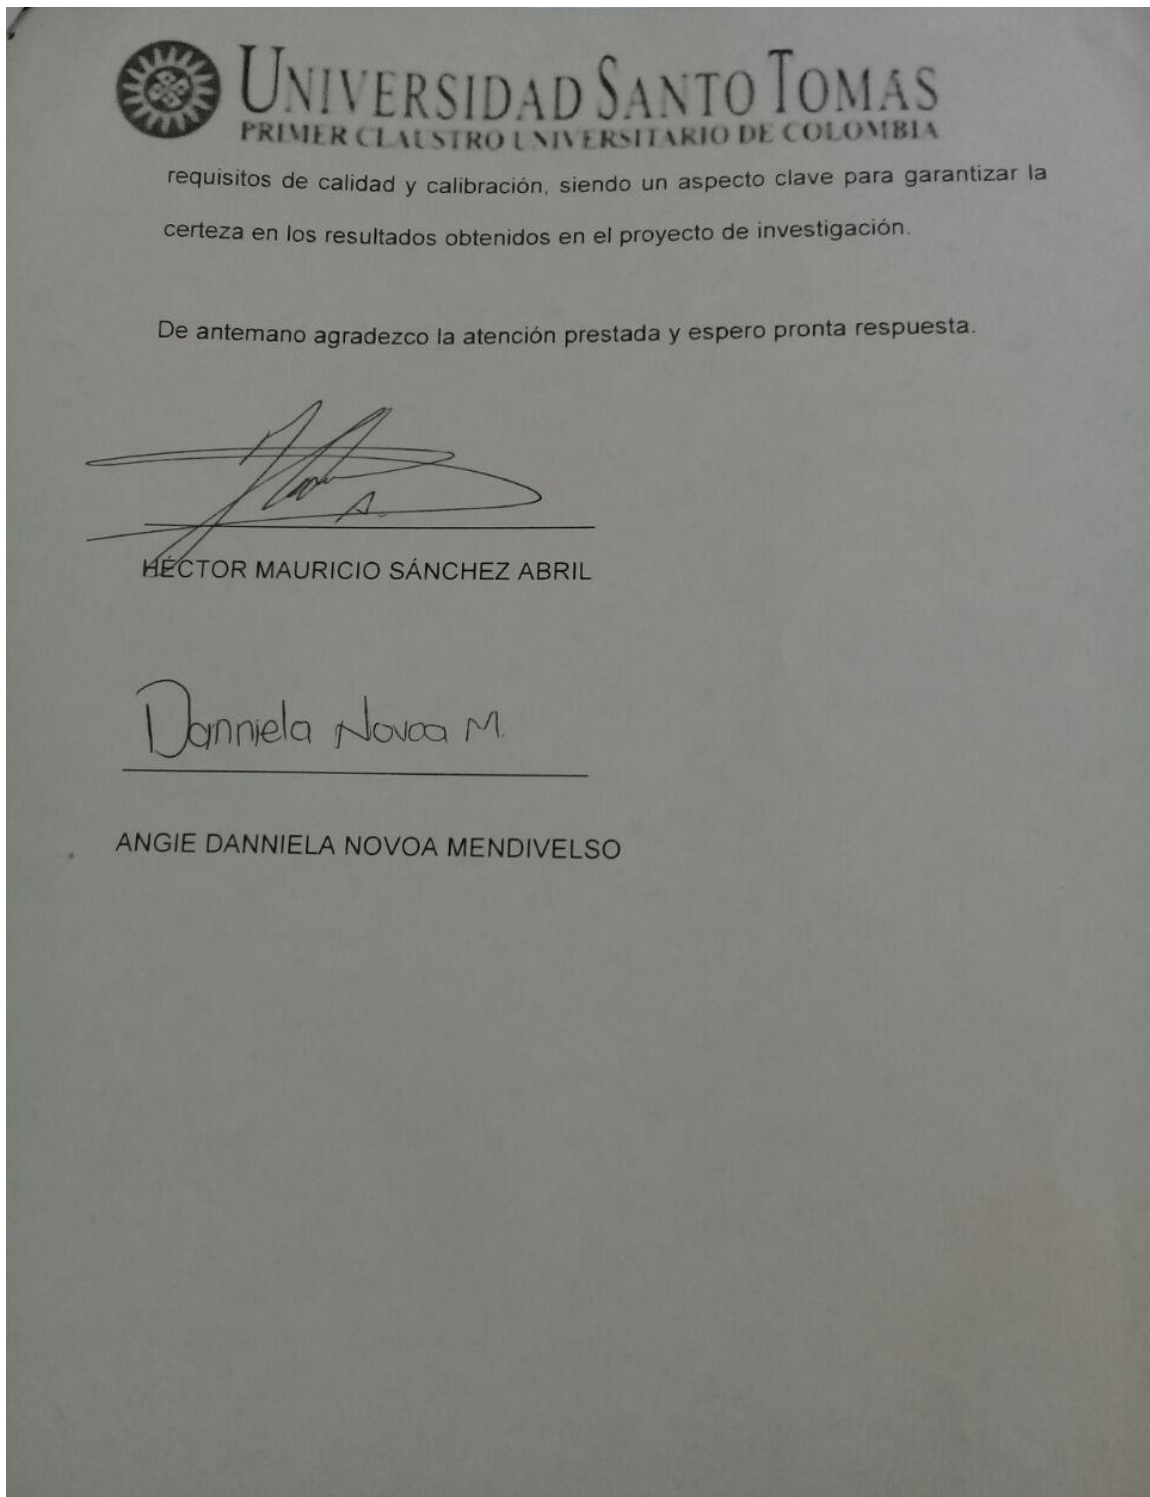 UNIVERSIDAD SANTO TOMÁS
PRIMER CLAUSTRO UNIVERSITARIO DE COLOMBIA
requisitos de calidad y calibración, siendo un aspecto clave para garantizar la
certeza en los resultados obtenidos en el proyecto de investigación.
De antemano agradezco la atención prestada y espero pronta respuesta.
HÉCTOR MAURICIO SÁNCHEZ ABRIL
Danniela Novoa M.
ANGIE DANNIELA NOVOA MENDIVELSO